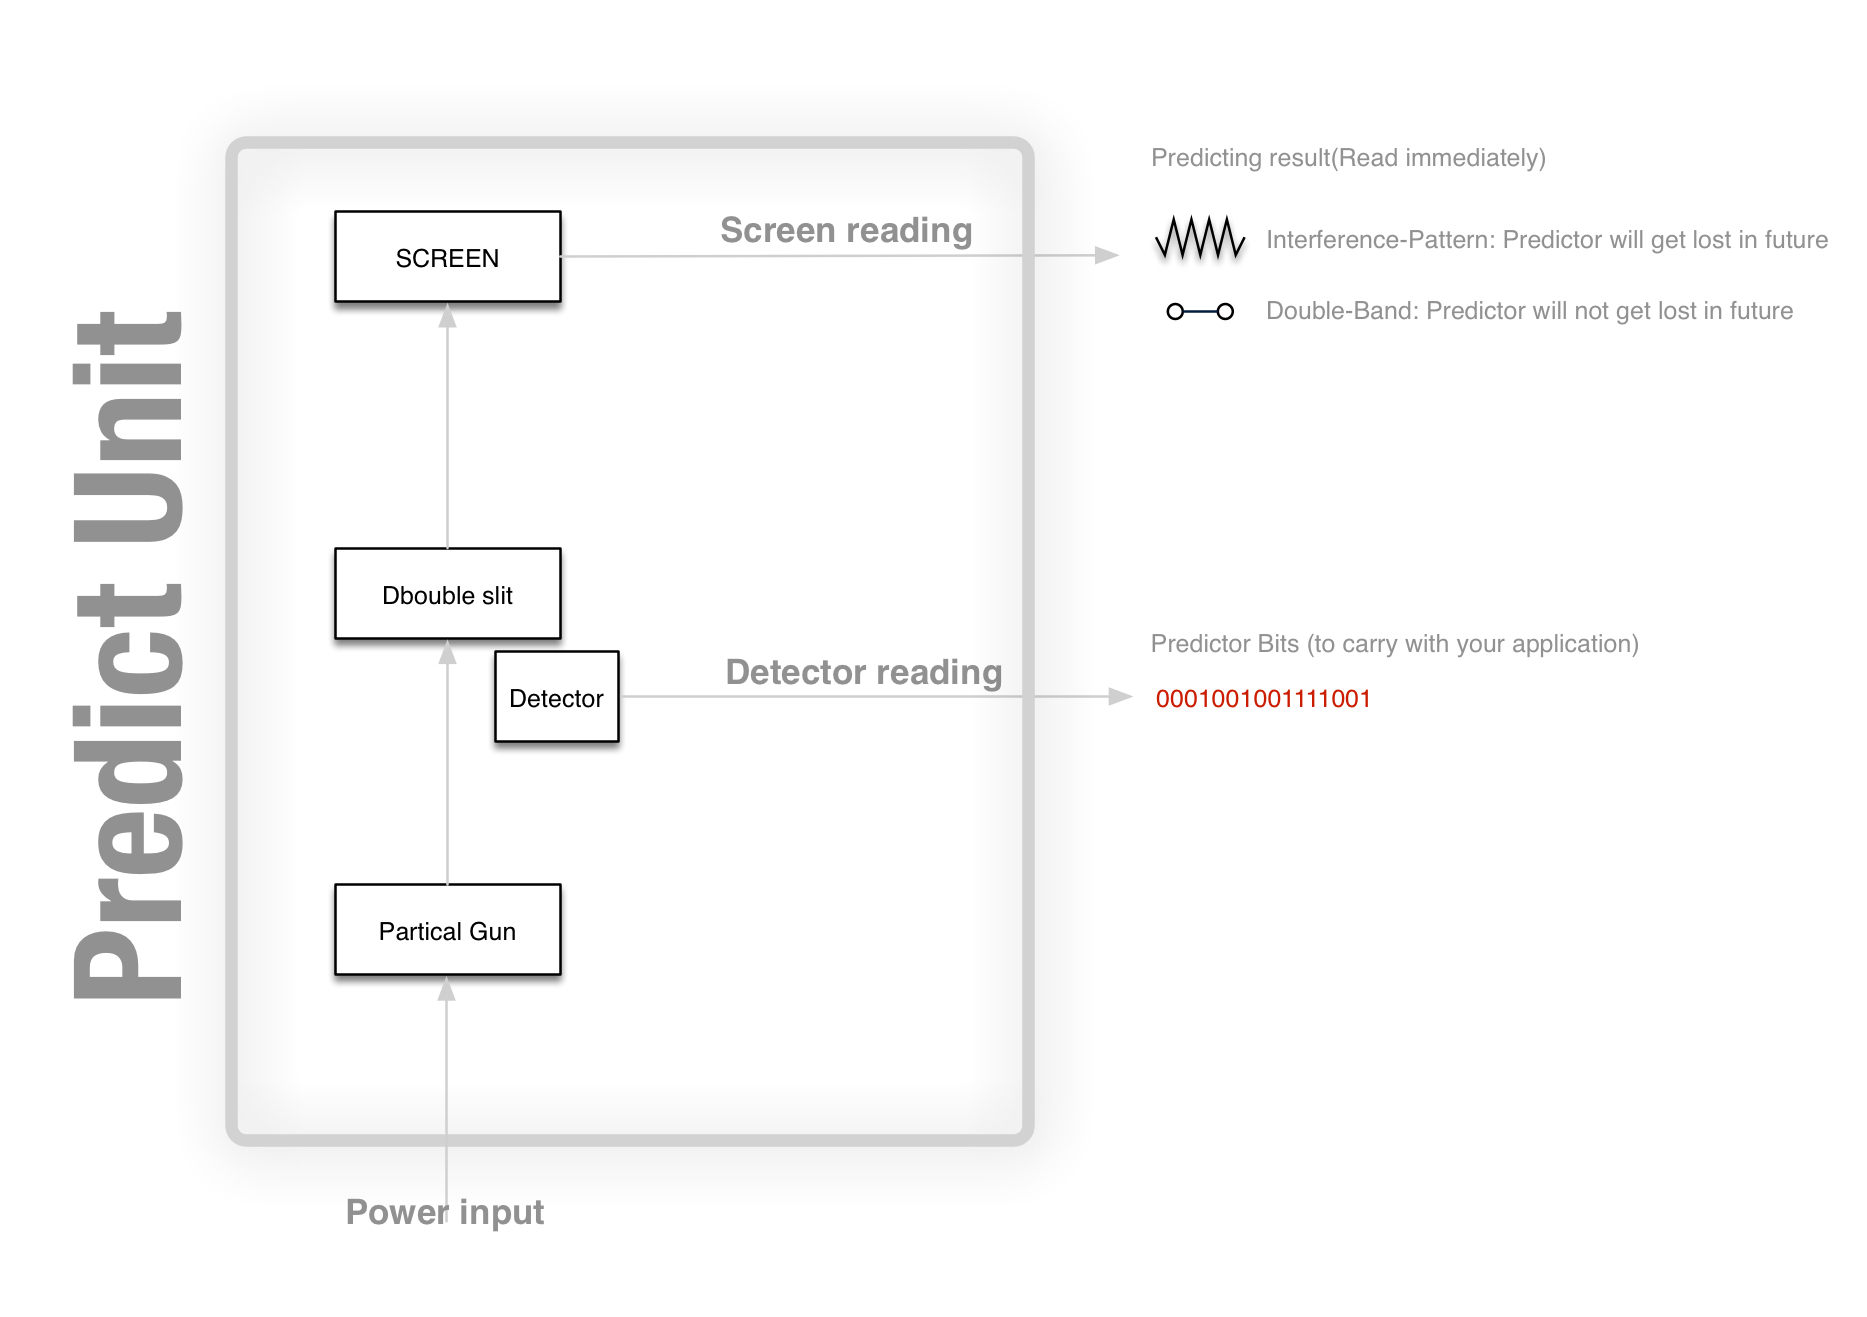 Predict Unit
Predicting result(Read immediately)
SCREEN
Screen reading
Interference-Pattern: Predictor will get lost in future
Double-Band: Predictor will not get lost in future
Dbouble slit
Detector
Detector reading
Predictor Bits (to carry with your application)
0001001001111001
Partical Gun
Power input